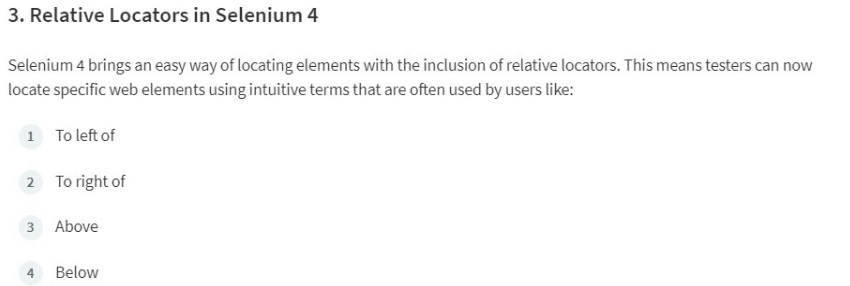 3. Relative Locators in Selenium 4
Selenium 4 brings an easy way of locating elements with the inclusion of relative locators. This means testers can now
locate specific web elements using intuitive terms that are often used by users like:
1 To left of
2 To right of
3 Above
4 Below